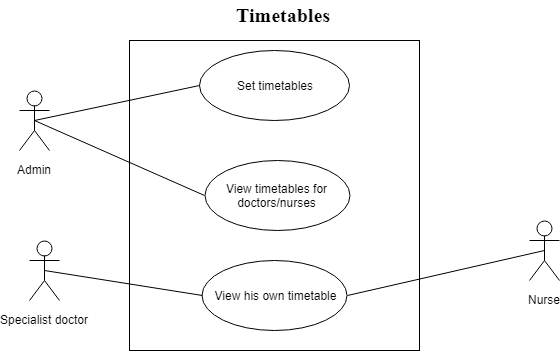 Timetables
Set timetables
Admin
View timetables for
doctors/nurses
View his own timetable
Specialist doctor
Nurse